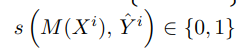 s ( M(X^i), Ŷ^i ) ∈ {0, 1}